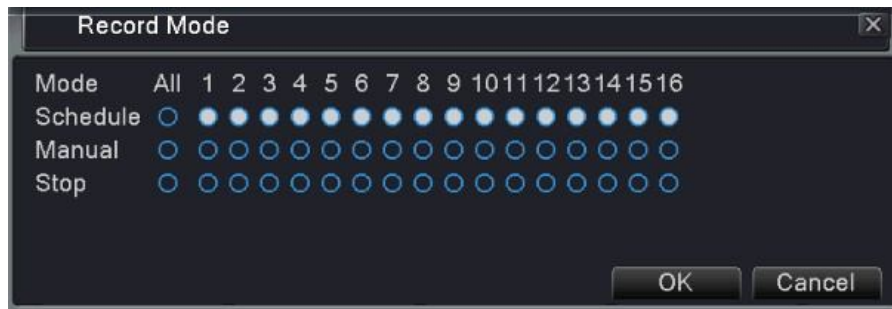 Record Mode
Mode All 1 2 3 4 5 6 7 8 9 10 11 12 13 14 15 16
Schedule
Manual
Stop
OK Cancel